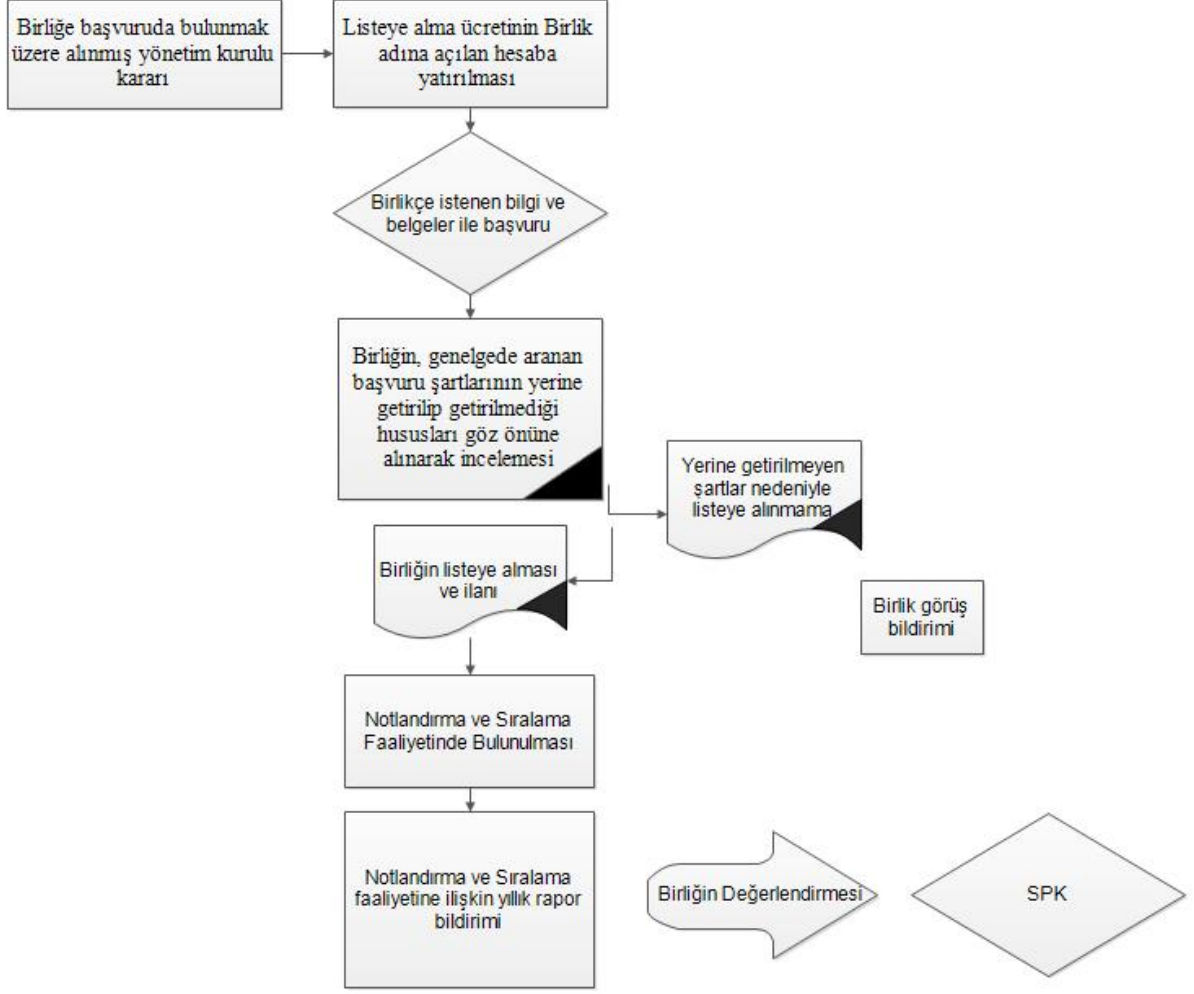 Birliğe başvuruda bulunmak
üzere alınmış yönetim kurulu
kararı
Listeye alma ücretinin Birlik
adına açılan hesaba
yatırılması
Birlikçe istenen bilgi ve
belgeler ile başvuru
Birliğin, genelgede aranan
başvuru şartlarının yerine
getirilip getirilmediği
hususları göz önüne
alınarak incelemesi
Yerine getirilmeyen
şartlar nedeniyle
listeye alınmama
Birliğin listeye alması
ve ilanı
Birlik görüş
bildirimi
Notlandırma ve Sıralama
Faaliyetinde Bulunulması
Notlandırma ve Sıralama
faaliyetine ilişkin yıllık rapor
bildirimi
Birliğin Değerlendirmesi
SPK